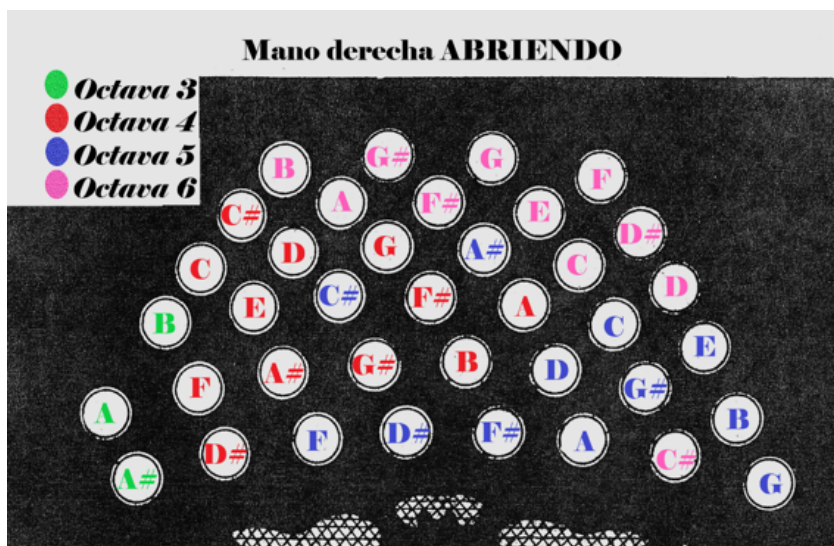 Mano derecha ABRIENDO
Octava 3
Octava 4
Octava 5
Octava 6
B G# G F
C# A F# E D#
C D G A# C D
B E C# F# A C E
F A# G# B D G# B
A D# F D# F# A C# G
A#